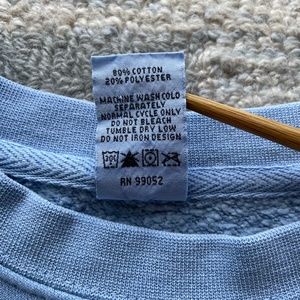 80% COTTON
20% POLYESTER
MACHINE WASH COLD
SEPARATELY
NORMAL CYCLE ONLY
DO NOT BLEACH
TUMBLE DRY LOW
DO NOT IRON DESIGN
RN 99052